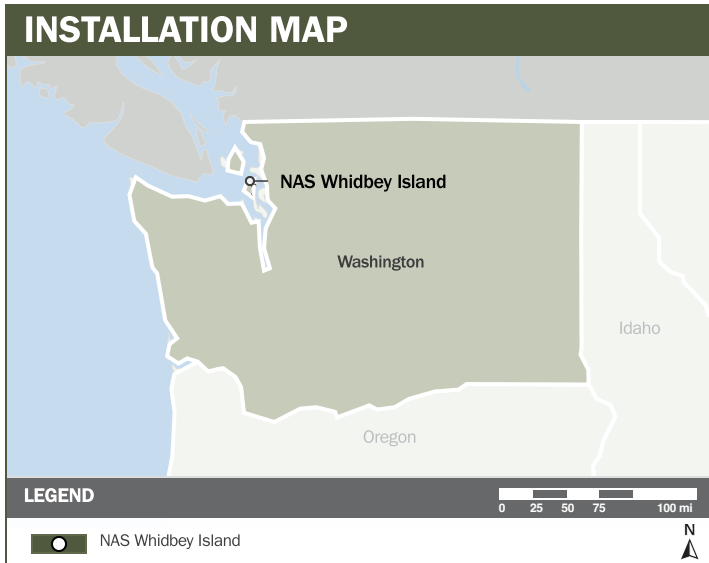 INSTALLATION MAP
NAS Whidbey Island
Washington
Idaho
Oregon
LEGEND
0 25 50 75 100 mi
NAS Whidbey Island
N